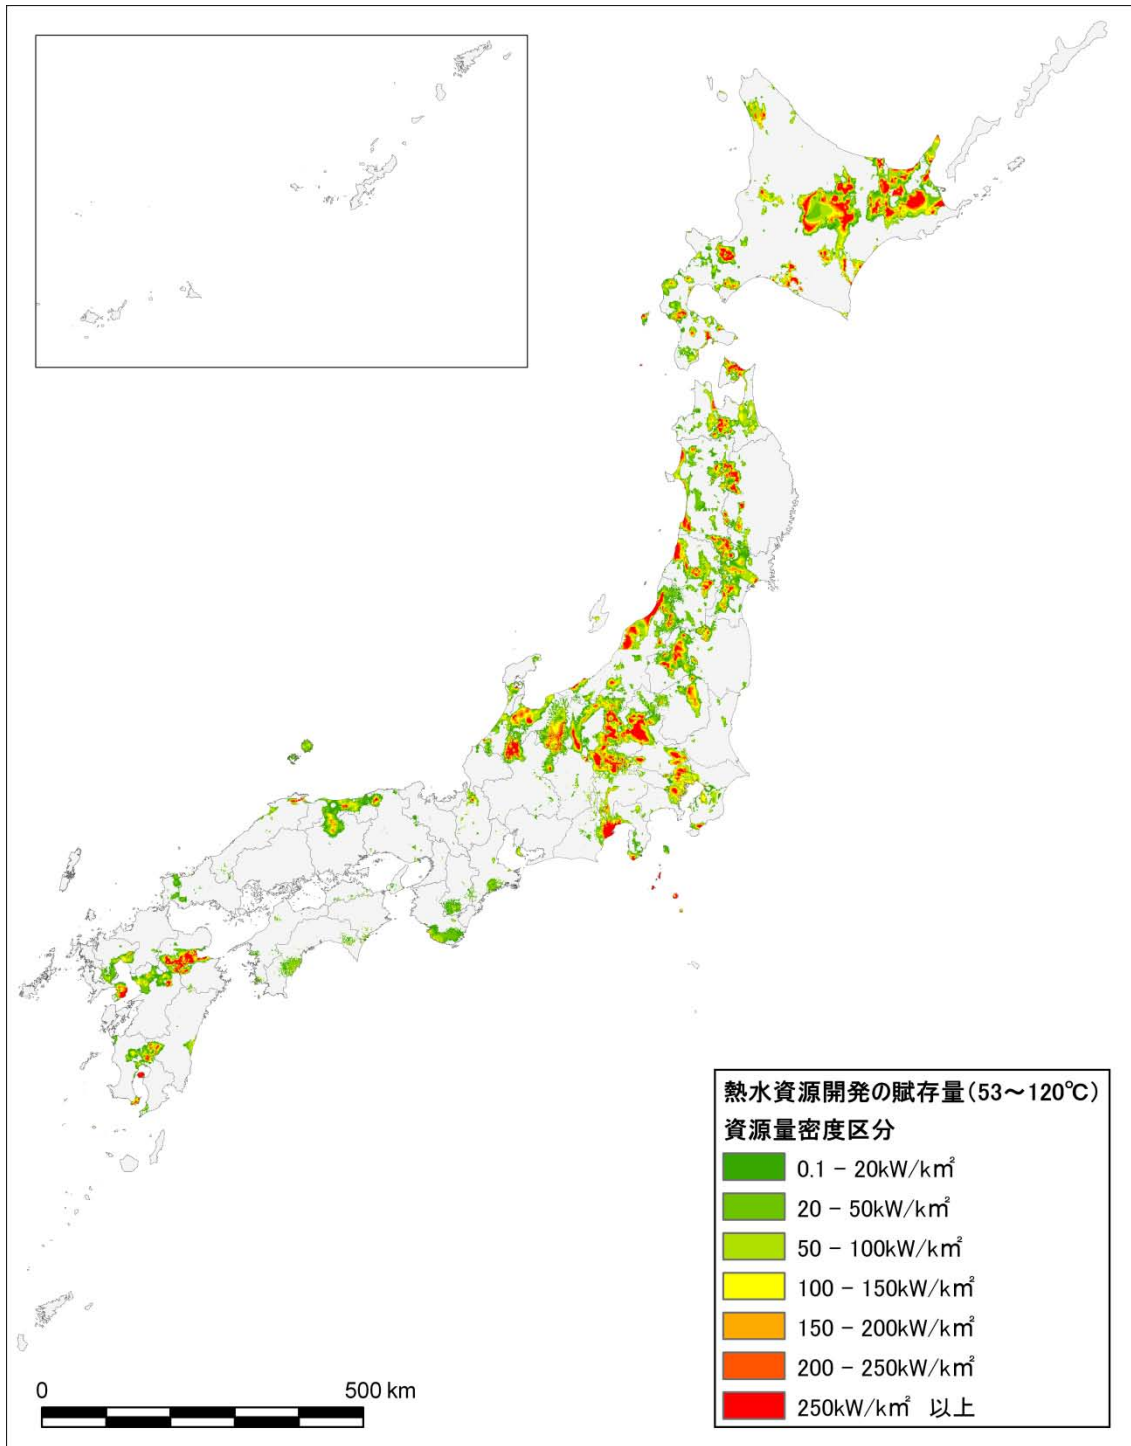 熱水資源開発の賦存量(53～120℃)
資源量密度区分
0.1 − 20kW/k㎡
20 − 50kW/k㎡
50 − 100kW/k㎡
100 − 150kW/k㎡
150 − 200kW/k㎡
200 − 250kW/k㎡
250kW/k㎡ 以上
0 500 km